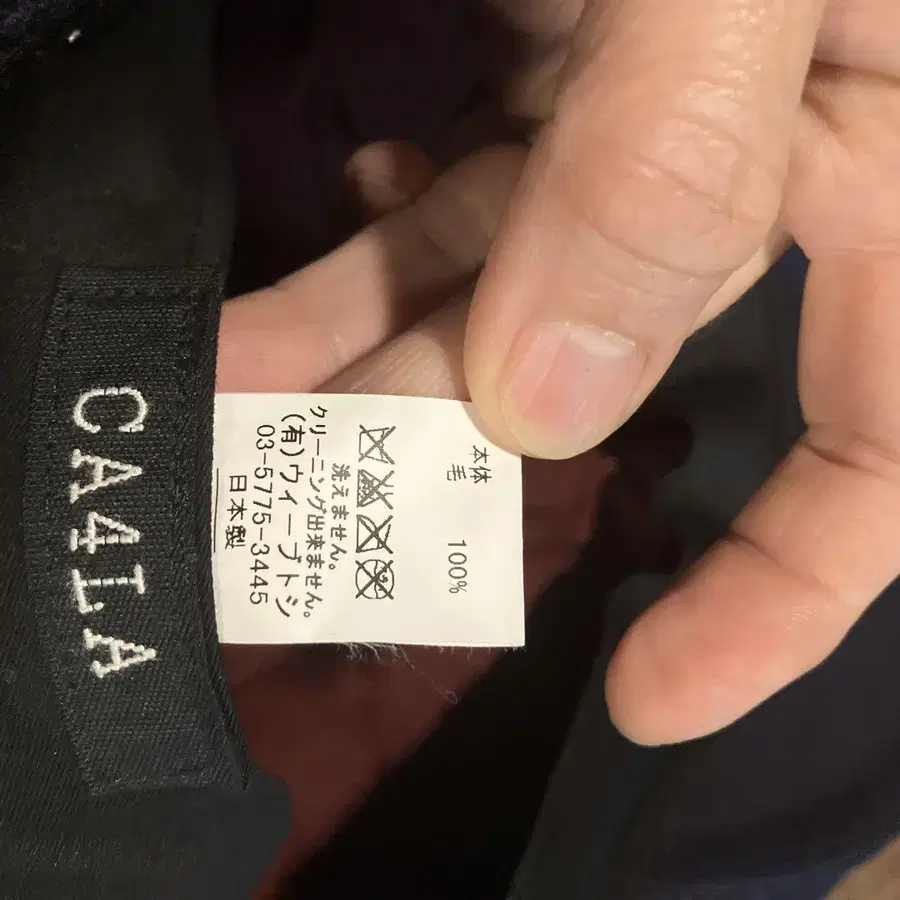 CA4LA
本体
毛 100%
洗えません。
クリーニング出来ません。
(有)ウィーブトシ
03-5775-3445
日本製